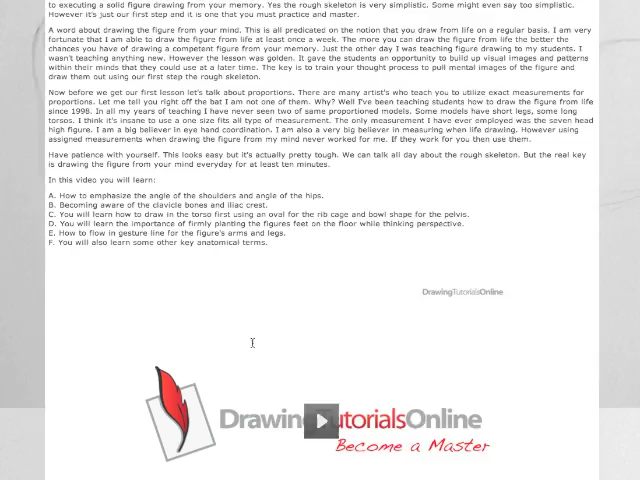 to executing a solid figure drawing from your memory. Yes the rough skeleton is very simplistic. Some might even say too simplistic.
However it's just our first step and it is one that you must practice and master.
A word about drawing the figure from your mind. This is all predicated on the notion that you draw from life on a regular basis. I am very
fortunate that I am able to draw the figure from life at least once a week. The more you can draw the figure from life the better the
chances you have of drawing a competent figure from your memory. Just the other day I was teaching figure drawing to my students. I
wasn't teaching anything new. However the lesson was golden. It gave the students an opportunity to build up visual images and patterns
within their minds that they could use at a later time. The key is to train your thought process to pull mental images of the figure and
draw them out using our first step the rough skeleton.
Now before we get our first lesson let's talk about proportions. There are many artist's who teach you to utilize exact measurements for
proportions. Let me tell you right off the bat I am not one of them. Why? Well I've been teaching students how to draw the figure from life
since 1998. In all my years of teaching I have never seen two of same proportioned models. Some models have short legs, some long
torsos. I think it's insane to use a one size fits all type of measurement. The only measurement I have ever employed was the seven head
high figure. I am a big believer in eye hand coordination. I am also a very big believer in measuring when life drawing. However using
assigned measurements when drawing the figure from my mind never worked for me. If they work for you then use them.
Have patience with yourself. This looks easy but it's actually pretty tough. We can talk all day about the rough skeleton. But the real key
is drawing the figure from your mind everyday for at least ten minutes.
In this video you will learn:
A. How to emphasize the angle of the shoulders and angle of the hips.
B. Becoming aware of the clavicle bones and iliac crest.
C. You will learn how to draw in the torso first using an oval for the rib cage and bowl shape for the pelvis.
D. You will learn the importance of firmly planting the figures feet on the floor while thinking perspective.
E. How to flow in gesture line for the figure's arms and legs.
F. You will also learn some other key anatomical terms.
DrawingTutorialsOnline
DrawingTutorialsOnline
Become a Master